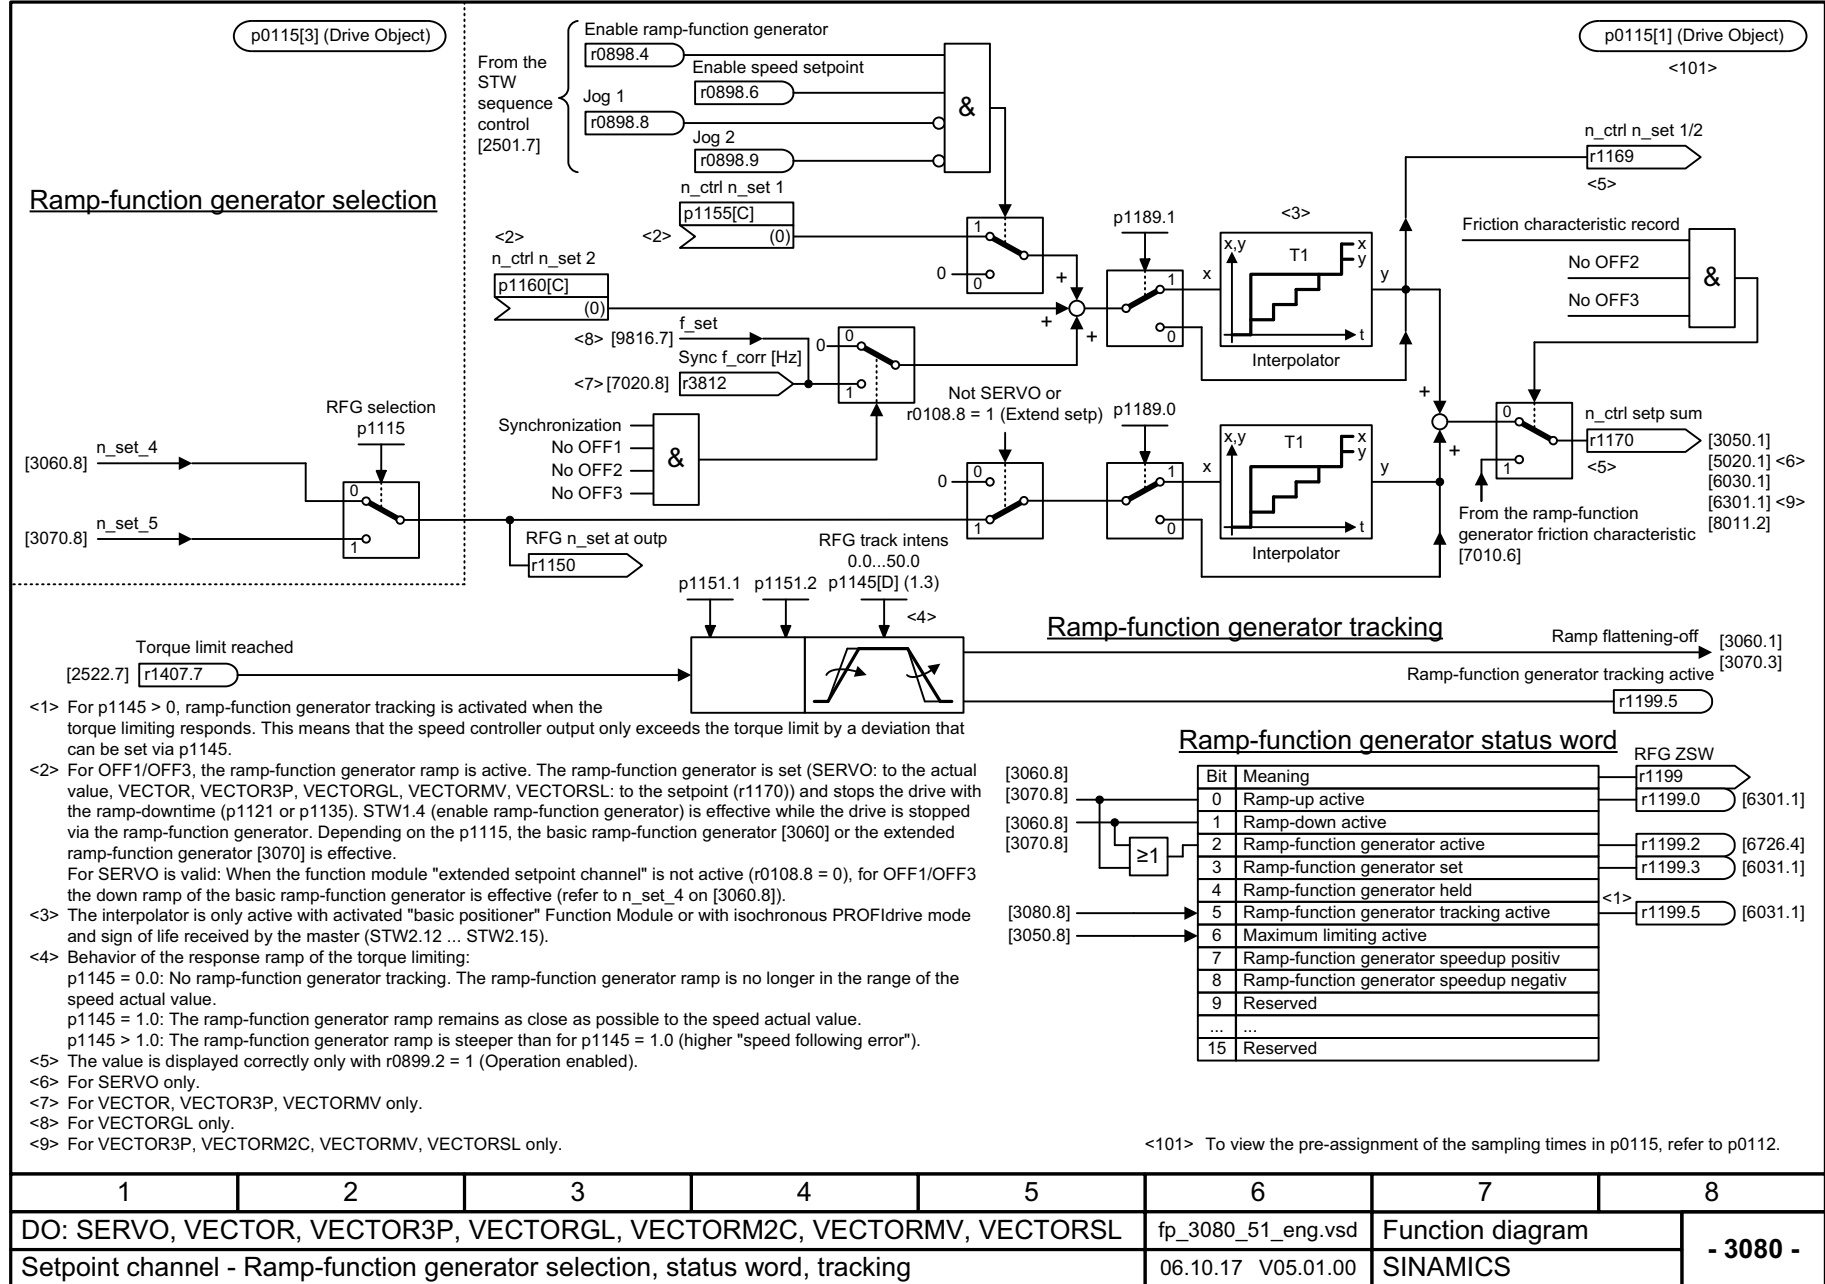 p0115[3] (Drive Object)
p0115[1] (Drive Object)
<101>
From the
STW
sequence
control
[2501.7]
Enable ramp-function generator
r0898.4
Enable speed setpoint
r0898.6
Jog 1
r0898.8
Jog 2
r0898.9
&
Ramp-function generator selection
n_ctrl n_set 1/2
r1169
<5>
n_ctrl n_set 1
p1155[C]
<2>
(0)
<2>
n_ctrl n_set 2
p1160[C]
(0)
1
0
0
+
+
+
p1189.1
1
0
x
<3>
x,y
T1
x
y
t
y
Interpolator
Friction characteristic record
No OFF2
No OFF3
&
<8> [9816.7]
f_set
Sync f_corr [Hz]
<7> [7020.8]
r3812
0
0
1
Synchronization
No OFF1
No OFF2
No OFF3
&
Not SERVO or
r0108.8 = 1 (Extend setp)
0
0
1
p1189.0
1
0
x
x,y
T1
x
y
t
y
Interpolator
+
+
0
1
n_ctrl setp sum
r1170
<5>
[3050.1]
[5020.1] <6>
[6030.1]
[6301.1] <9>
[8011.2]
From the ramp-function
generator friction characteristic
[7010.6]
RFG selection
p1115
[3060.8]
n_set_4
[3070.8]
n_set_5
0
1
RFG n_set at outp
r1150
RFG track intens
0.0...50.0
p1151.1
p1151.2
p1145[D] (1.3)
<4>
Ramp-function generator tracking
Torque limit reached
[2522.7]
r1407.7
Ramp flattening-off
[3060.1]
[3070.3]
Ramp-function generator tracking active
r1199.5
<1> For p1145 > 0, ramp-function generator tracking is activated when the
torque limiting responds. This means that the speed controller output only exceeds the torque limit by a deviation that
can be set via p1145.
<2> For OFF1/OFF3, the ramp-function generator ramp is active. The ramp-function generator is set (SERVO: to the actual
value, VECTOR, VECTOR3P, VECTORGL, VECTORMV, VECTORSL: to the setpoint (r1170)) and stops the drive with
the ramp-downtime (p1121 or p1135). STW1.4 (enable ramp-function generator) is effective while the drive is stopped
via the ramp-function generator. Depending on the p1115, the basic ramp-function generator [3060] or the extended
ramp-function generator [3070] is effective.
For SERVO is valid: When the function module "extended setpoint channel" is not active (r0108.8 = 0), for OFF1/OFF3
the down ramp of the basic ramp-function generator is effective (refer to n_set_4 on [3060.8]).
<3> The interpolator is only active with activated "basic positioner" Function Module or with isochronous PROFIdrive mode
and sign of life received by the master (STW2.12 ... STW2.15).
<4> Behavior of the response ramp of the torque limiting:
p1145 = 0.0: No ramp-function generator tracking. The ramp-function generator ramp is no longer in the range of the
speed actual value.
p1145 = 1.0: The ramp-function generator ramp remains as close as possible to the speed actual value.
p1145 > 1.0: The ramp-function generator ramp is steeper than for p1145 = 1.0 (higher "speed following error").
<5> The value is displayed correctly only with r0899.2 = 1 (Operation enabled).
<6> For SERVO only.
<7> For VECTOR, VECTOR3P, VECTORMV only.
<8> For VECTORGL only.
<9> For VECTOR3P, VECTORM2C, VECTORMV, VECTORSL only.
Ramp-function generator status word
RFG ZSW
[3060.8]
[3070.8]
[3060.8]
[3070.8]
≥1
[3080.8]
[3050.8]
Bit Meaning
r1199
0 Ramp-up active
r1199.0 [6301.1]
1 Ramp-down active
2 Ramp-function generator active
r1199.2 [6726.4]
3 Ramp-function generator set
r1199.3 [6031.1]
4 Ramp-function generator held
<1>
5 Ramp-function generator tracking active
r1199.5 [6031.1]
6 Maximum limiting active
7 Ramp-function generator speedup positiv
8 Ramp-function generator speedup negativ
9 Reserved
... ...
15 Reserved
<101> To view the pre-assignment of the sampling times in p0115, refer to p0112.
1 2 3 4 5 6 7 8
DO: SERVO, VECTOR, VECTOR3P, VECTORGL, VECTORM2C, VECTORMV, VECTORSL
fp_3080_51_eng.vsd
Function diagram
- 3080 -
Setpoint channel - Ramp-function generator selection, status word, tracking
06.10.17 V05.01.00
SINAMICS